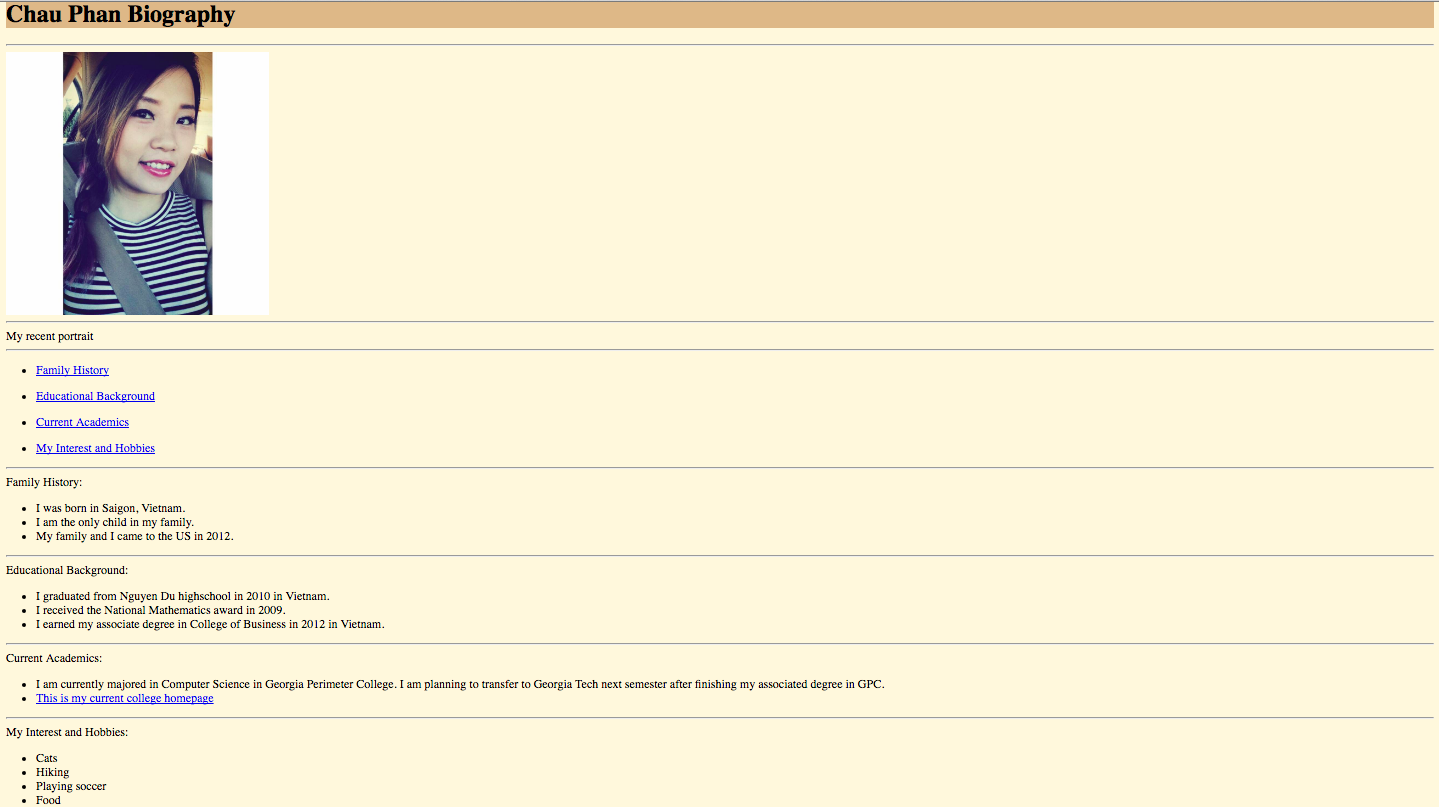 Chau Phan Biography
My recent portrait
Family History
Educational Background
Current Academics
My Interest and Hobbies
Family History:
I was born in Saigon, Vietnam.
I am the only child in my family.
My family and I came to the US in 2012.
Educational Background:
I graduated from Nguyen Du highschool in 2010 in Vietnam.
I received the National Mathematics award in 2009.
I earned my associate degree in College of Business in 2012 in Vietnam.
Current Academics:
I am currently majored in Computer Science in Georgia Perimeter College. I am planning to transfer to Georgia Tech next semester after finishing my associated degree in GPC.
This is my current college homepage
My Interest and Hobbies:
Cats
Hiking
Playing soccer
Food